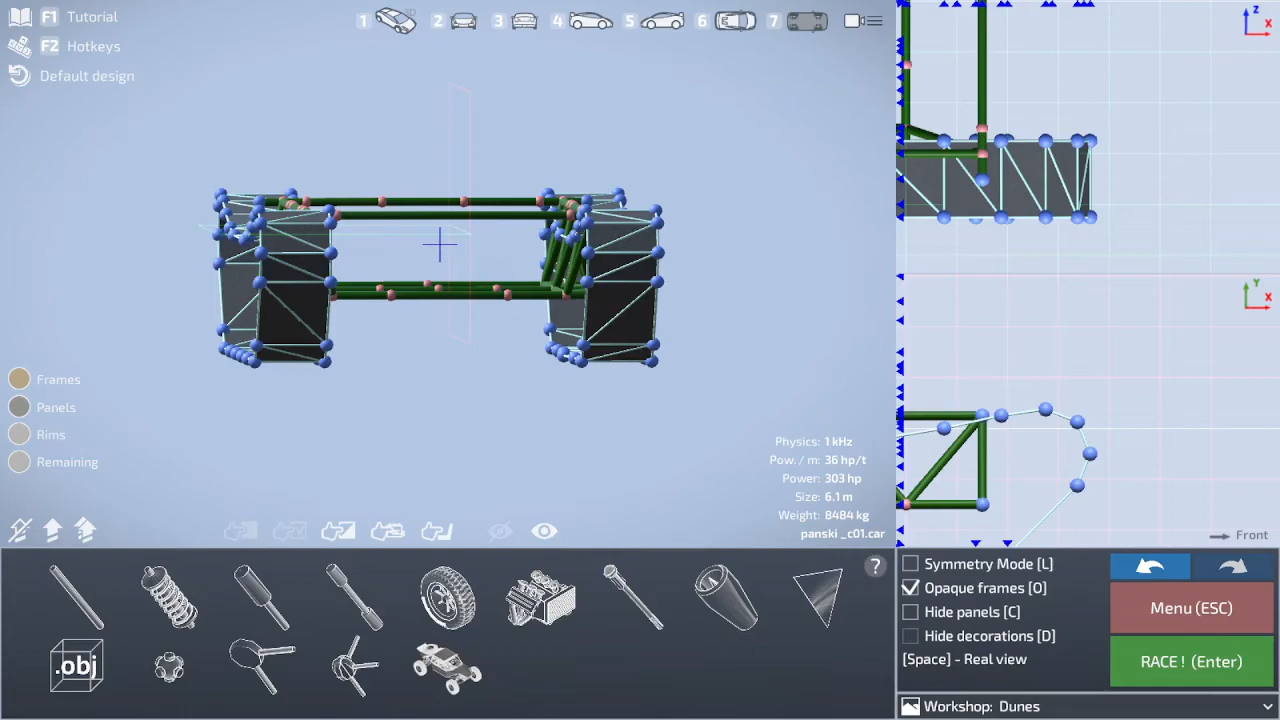 F1 Tutorial
F2 Hotkeys
Default design
1 3D 2 3 4 5 6 7
Z
X
Y
X
Frames
Panels
Rims
Remaining
Physics: 1 kHz
Pow. / m: 36 hp/t
Power: 303 hp
Size: 6.1 m
Weight: 8484 kg
panski _c01.car
Front
?
.obj
Symmetry Mode [L]
Opaque frames [O]
Hide panels [C]
Hide decorations [D]
[Space] - Real view
Menu (ESC)
RACE ! (Enter)
Workshop: Dunes